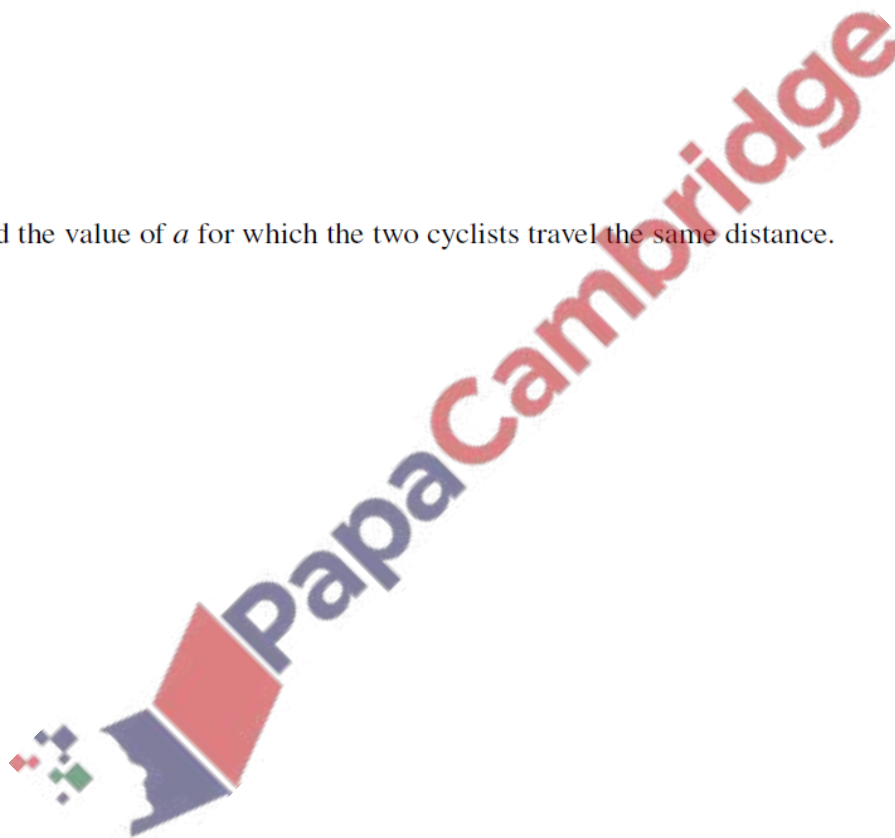 d the value of a for which the two cyclists travel the same distance.
PapaCambridge